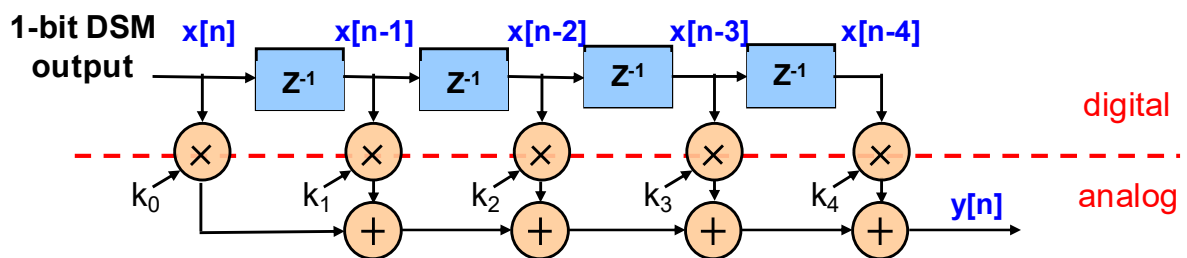 1-bit DSM output
x[n] x[n-1] x[n-2] x[n-3] x[n-4]
Z-1 Z-1 Z-1 Z-1
digital
× × × × ×
k0 k1 k2 k3 k4
analog
y[n]
+ + + +